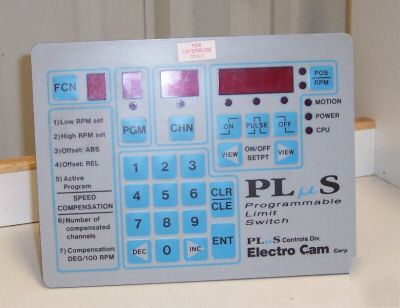 FOR
REFERENCE
ONLY
FCN
POS
RPM
MOTION
POWER
CPU
PGM
CHN
ON
PULSE
OFF
VIEW
ON/OFF
SETPT
VIEW
1) Low RPM set
2) High RPM set
3) Offset: ABS
4) Offset: REL
5) Active
Program
SPEED
COMPENSATION
6) Number of
compensated
channels
7) Compensation:
DEG/100 RPM
1 2 3
4 5 6
7 8 9
DEC 0 INC
CLR
CLE
ENT
PLμS
Programmable
Limit
Switch
PLμS Controls Div.
Electro Cam Corp